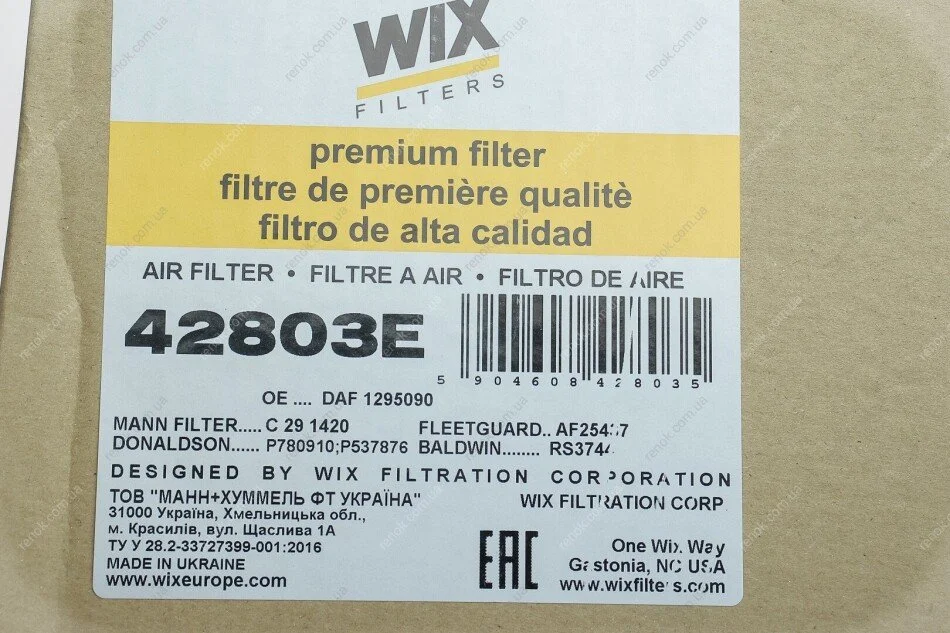 WIX
FILTERS
premium filter
filtre de première qualitè
filtro de alta calidad
AIR FILTER • FILTRE A AIR • FILTRO DE AIRE
42803E
5 904608 428035
OE .... DAF 1295090
MANN FILTER..... C 29 1420 FLEETGUARD..
DONALDSON...... P780910;P537876 BALDWIN........
DESIGNED BY WIX FILTRATION CORPORATION
ТОВ "МАНН+ХУММЕЛЬ ФТ УКРАЇНА" WIX FILTRATION CORP
31000 Україна, Хмельницька обл.,
м. Красилів, вул. Щаслива 1А
ТУ У 28.2-33727399-001:2016
MADE IN UKRAINE
www.wixeurope.com
EAC
One Wix Way
Gastonia, NC USA
www.wixfilters.com
renok.com.ua